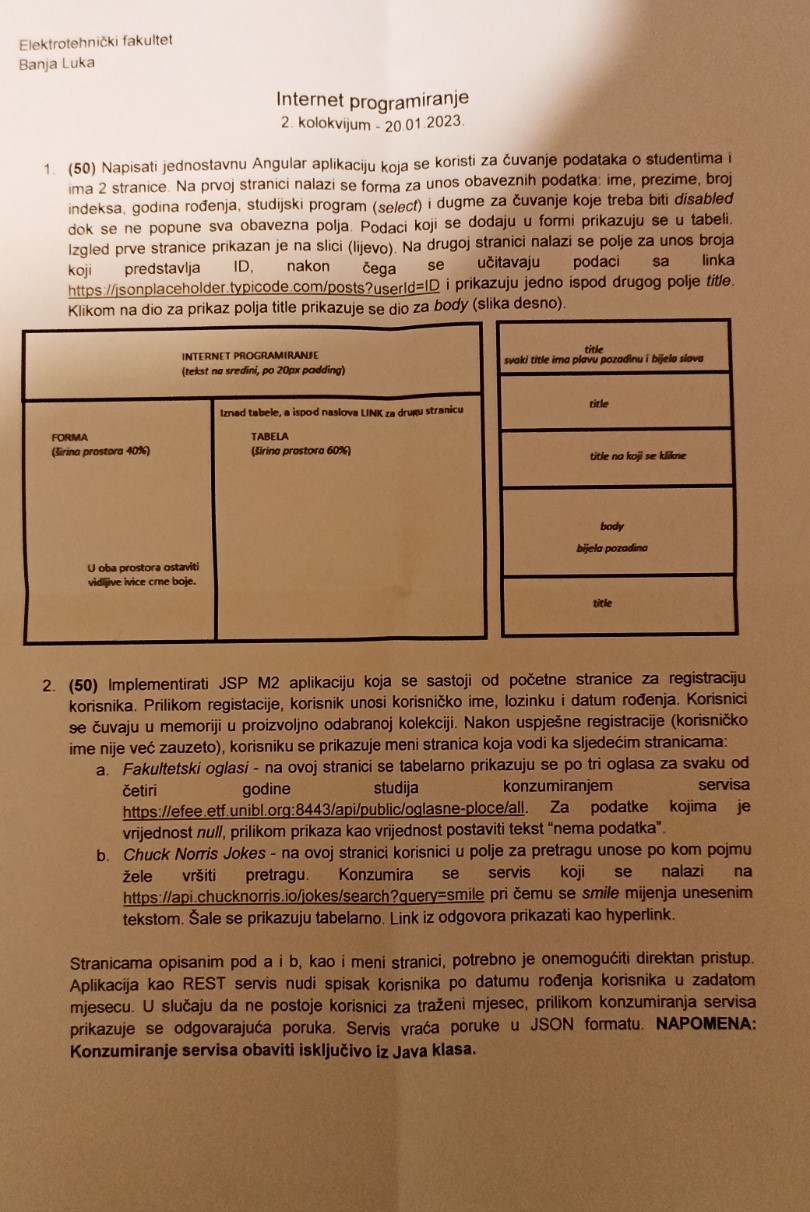 Elektrotehnički fakultet
Banja Luka
Internet programiranje
2. kolokvijum - 20.01.2023.
1. (50) Napisati jednostavnu Angular aplikaciju koja se koristi za čuvanje podataka o studentima i
ima 2 stranice. Na prvoj stranici nalazi se forma za unos obaveznih podatka: ime, prezime, broj
indeksa, godina rođenja, studijski program (select) i dugme za čuvanje koje treba biti disabled
dok se ne popune sva obavezna polja. Podaci koji se dodaju u formi prikazuju se u tabeli.
Izgled prve stranice prikazan je na slici (lijevo). Na drugoj stranici nalazi se polje za unos broja
koji predstavlja ID, nakon čega se učitavaju podaci sa linka
https://jsonplaceholder.typicode.com/posts?userId=ID i prikazuju jedno ispod drugog polje title.
Klikom na dio za prikaz polja title prikazuje se dio za body (slika desno).
INTERNET PROGRAMIRANJE
(tekst na sredini, po 20px padding)
Iznad tabele, a ispod naslova LINK za drugu stranicu
FORMA
(širina prostora 40%)
TABELA
(širina prostora 60%)
U oba prostora ostaviti
vidljive ivice crne boje.
title
svaki title ima plavu pozadinu i bijela slova
title
title na koji se klikne
body
bijela pozadina
title
2. (50) Implementirati JSP M2 aplikaciju koja se sastoji od početne stranice za registraciju
korisnika. Prilikom registacije, korisnik unosi korisničko ime, lozinku i datum rođenja. Korisnici
se čuvaju u memoriji u proizvoljno odabranoj kolekciji. Nakon uspješne registracije (korisničko
ime nije već zauzeto), korisniku se prikazuje meni stranica koja vodi ka sljedećim stranicama:
a. Fakultetski oglasi - na ovoj stranici se tabelarno prikazuju se po tri oglasa za svaku od
četiri godine studija konzumiranjem servisa
https://efee.etf.unibl.org:8443/api/public/oglasne-ploce/all. Za podatke kojima je
vrijednost null, prilikom prikaza kao vrijednost postaviti tekst “nema podatka”.
b. Chuck Norris Jokes - na ovoj stranici korisnici u polje za pretragu unose po kom pojmu
žele vršiti pretragu. Konzumira se servis koji se nalazi na
https://api.chucknorris.io/jokes/search?query=smile pri čemu se smile mijenja unesenim
tekstom. Šale se prikazuju tabelarno. Link iz odgovora prikazati kao hyperlink.
Stranicama opisanim pod a i b, kao i meni stranici, potrebno je onemogućiti direktan pristup.
Aplikacija kao REST servis nudi spisak korisnika po datumu rođenja korisnika u zadatom
mjesecu. U slučaju da ne postoje korisnici za traženi mjesec, prilikom konzumiranja servisa
prikazuje se odgovarajuća poruka. Servis vraća poruke u JSON formatu. NAPOMENA:
Konzumiranje servisa obaviti isključivo iz Java klasa.